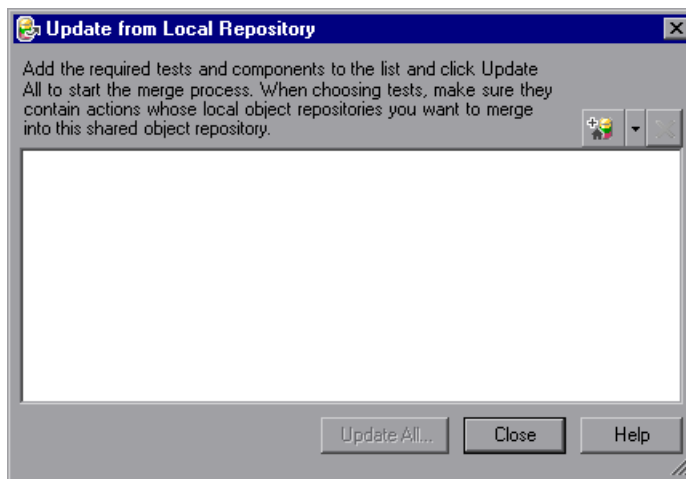 Update from Local Repository
Add the required tests and components to the list and click Update
All to start the merge process. When choosing tests, make sure they
contain actions whose local object repositories you want to merge
into this shared object repository.
Update All...
Close
Help